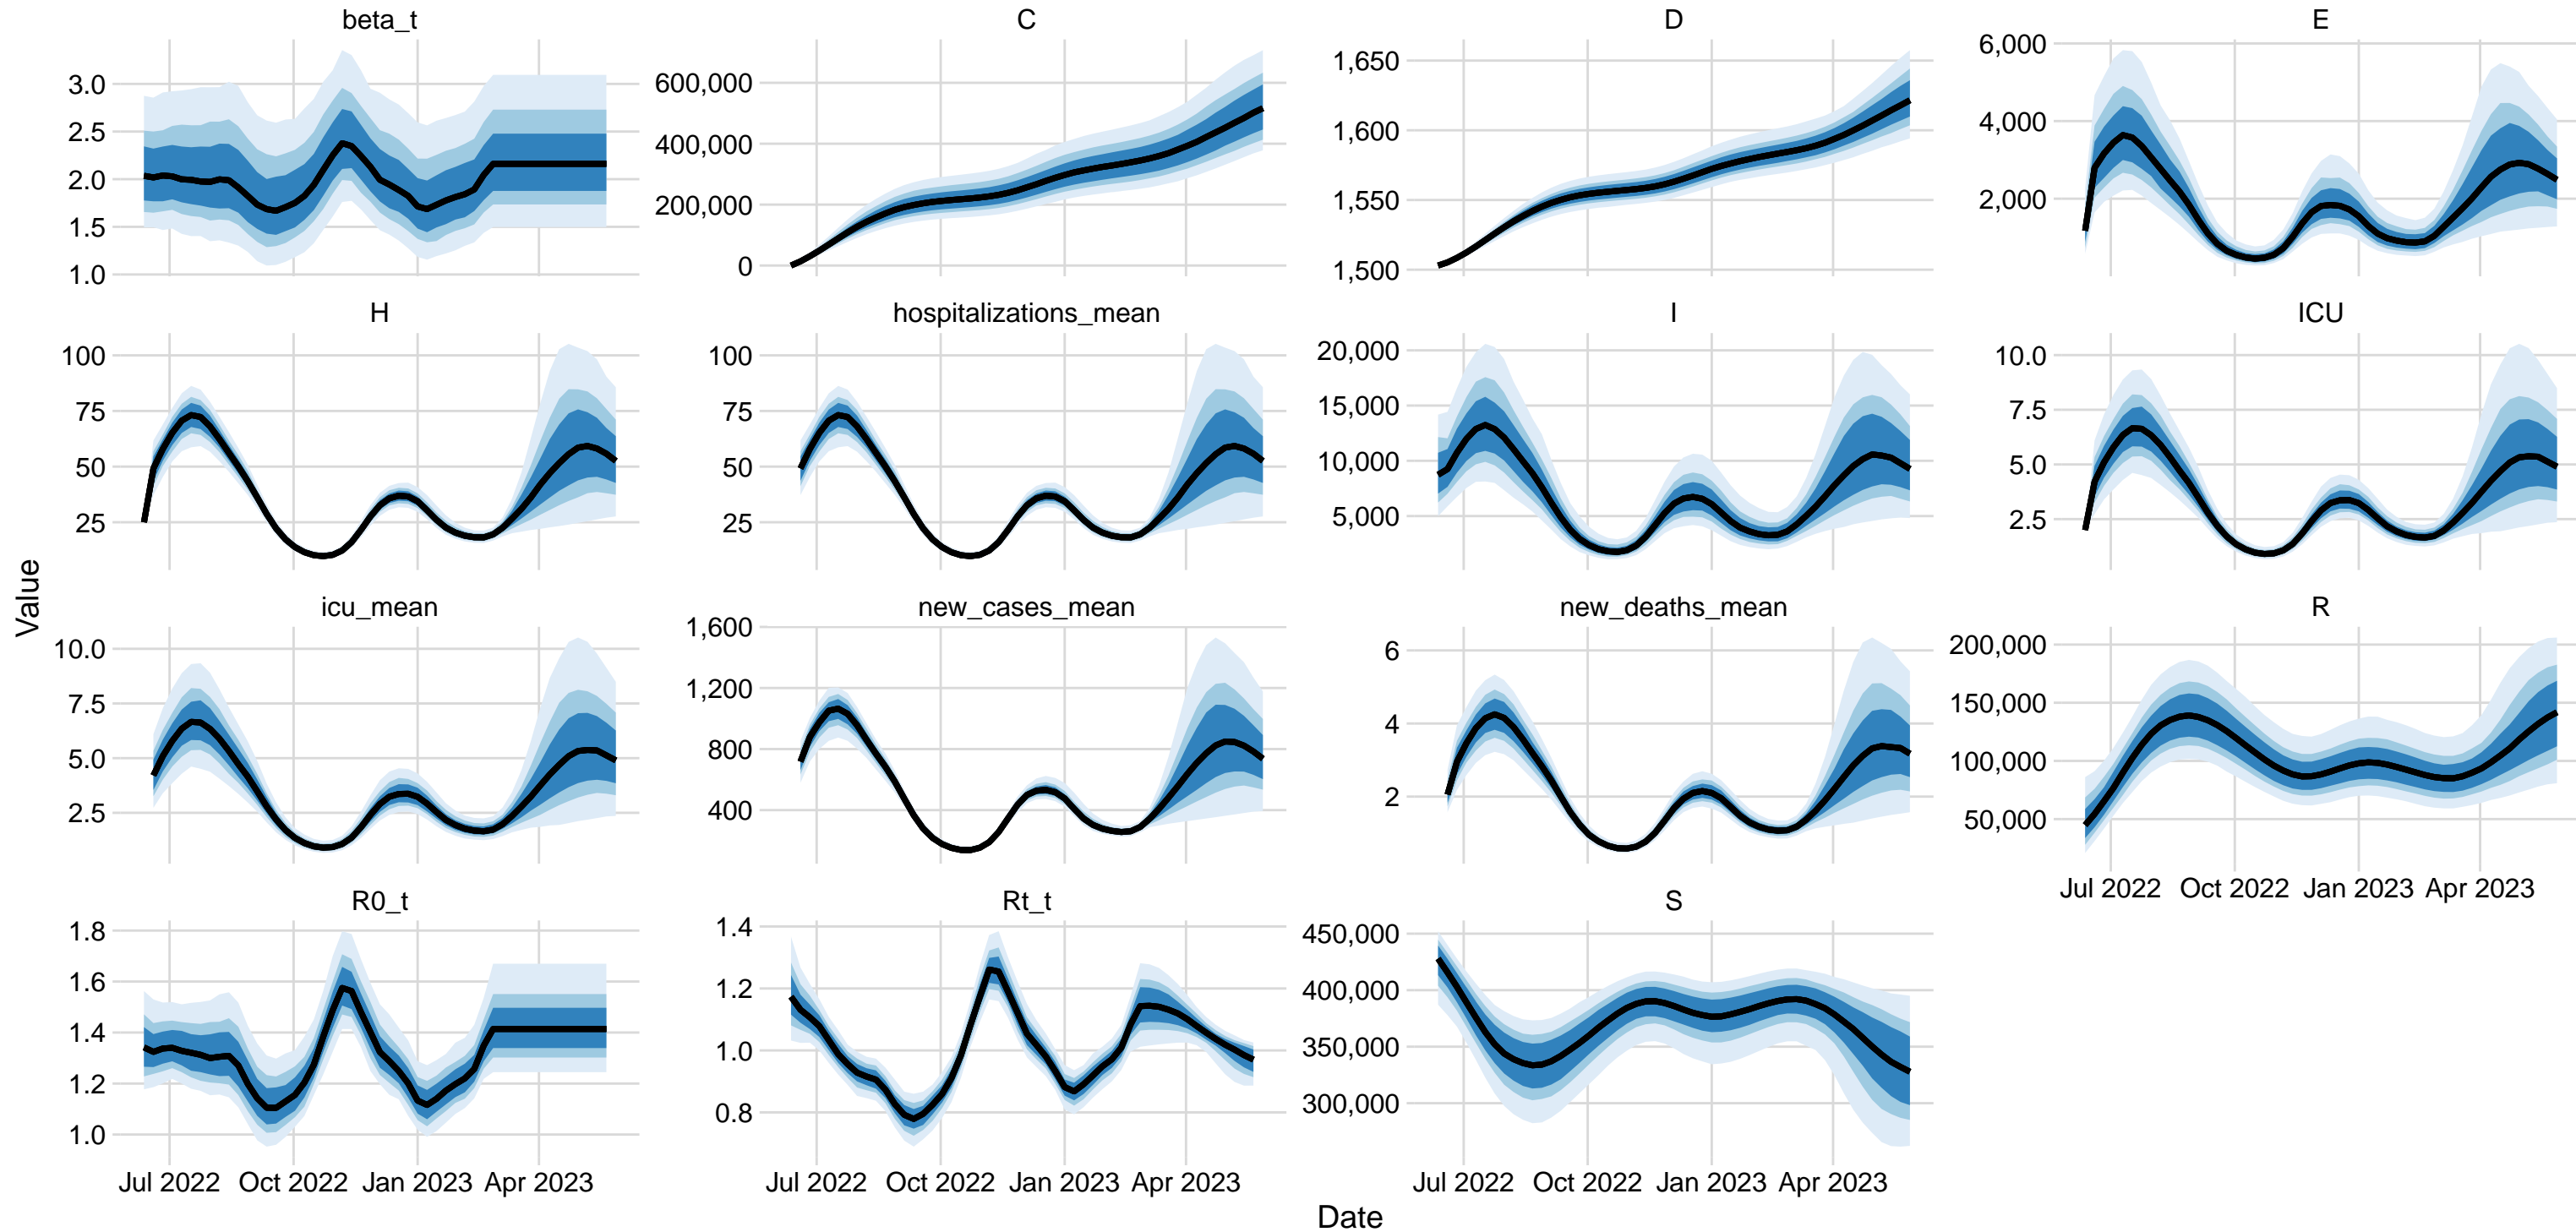 beta_t
C
D
E
3.0
2.5
2.0
1.5
1.0
600,000
400,000
200,000
0
1,650
1,600
1,550
1,500
6,000
4,000
2,000
H
hospitalizations_mean
I
ICU
100
75
50
25
100
75
50
25
20,000
15,000
10,000
5,000
10.0
7.5
5.0
2.5
Value
icu_mean
new_cases_mean
new_deaths_mean
R
10.0
7.5
5.0
2.5
1,600
1,200
800
400
6
4
2
200,000
150,000
100,000
50,000
Jul 2022 Oct 2022 Jan 2023 Apr 2023
R0_t
Rt_t
S
1.8
1.6
1.4
1.2
1.0
1.4
1.2
1.0
0.8
450,000
400,000
350,000
300,000
Jul 2022 Oct 2022 Jan 2023 Apr 2023
Jul 2022 Oct 2022 Jan 2023 Apr 2023
Jul 2022 Oct 2022 Jan 2023 Apr 2023
Date